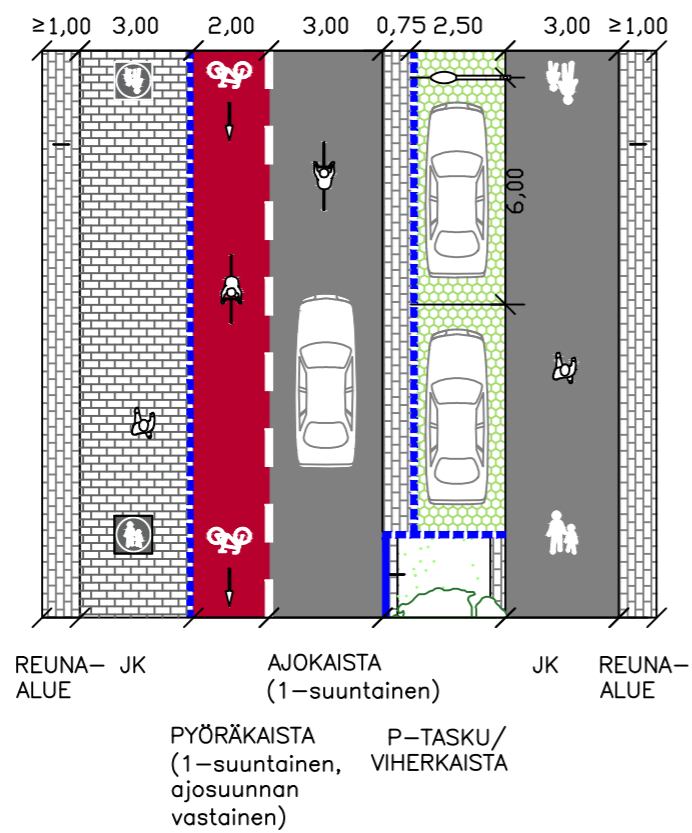 ≥1,00 3,00 2,00 3,00 0,75 2,50 3,00 ≥1,00
6,00
REUNA-
ALUE
JK
AJOKAISTA
(1-suuntainen)
JK
REUNA-
ALUE
PYÖRÄKAISTA
(1-suuntainen,
ajosuunnan
vastainen)
P-TASKU/
VIHERKAISTA